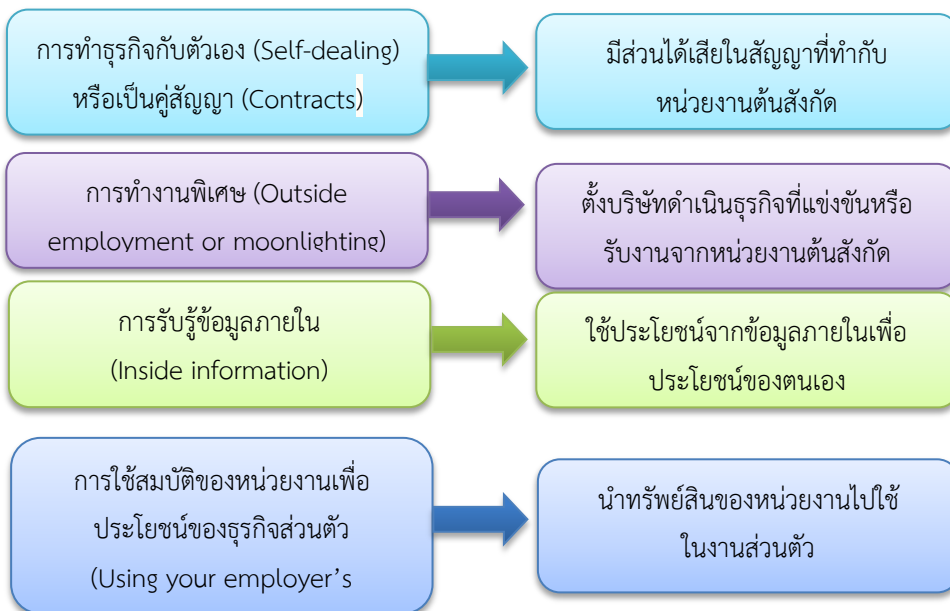 การทำธุรกิจกับตัวเอง (Self-dealing)
หรือเป็นคู่สัญญา (Contracts)
มีส่วนได้เสียในสัญญาที่ทำกับ
หน่วยงานต้นสังกัด
การทำงานพิเศษ (Outside
employment or moonlighting)
ตั้งบริษัทดำเนินธุรกิจที่แข่งขันหรือ
รับงานจากหน่วยงานต้นสังกัด
การรับรู้ข้อมูลภายใน
(Inside information)
ใช้ประโยชน์จากข้อมูลภายในเพื่อ
ประโยชน์ของตนเอง
การใช้สมบัติของหน่วยงานเพื่อ
ประโยชน์ของธุรกิจส่วนตัว
(Using your employer’s
นำทรัพย์สินของหน่วยงานไปใช้
ในงานส่วนตัว